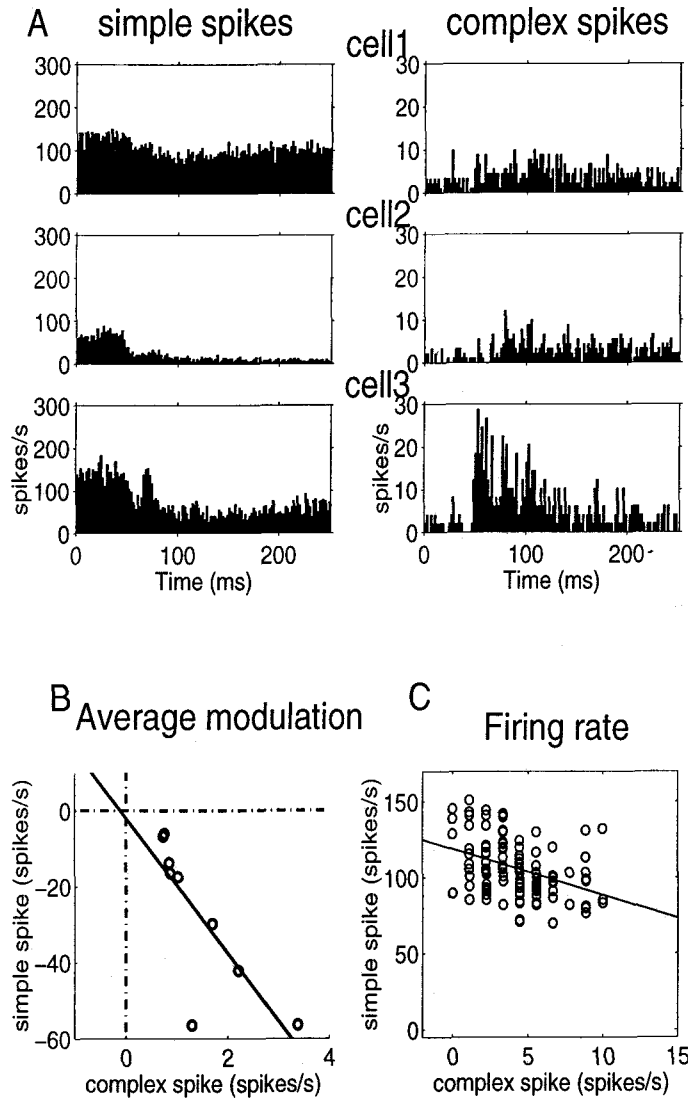 A simple spikes complex spikes
cell1
300 30
200 20
100 10
0 0
cell2
300 30
200 20
100 10
0 0
cell3
300 30
200 20
100 10
0 0
spikes/s spikes/s
0 100 200 0 100 200
Time (ms) Time (ms)
B Average modulation C Firing rate
0
−20
−40
−60
simple spike (spikes/s)
0 2 4
complex spike (spikes/s)
150
100
50
0
simple spike (spikes/s)
0 5 10 15
complex spike (spikes/s)